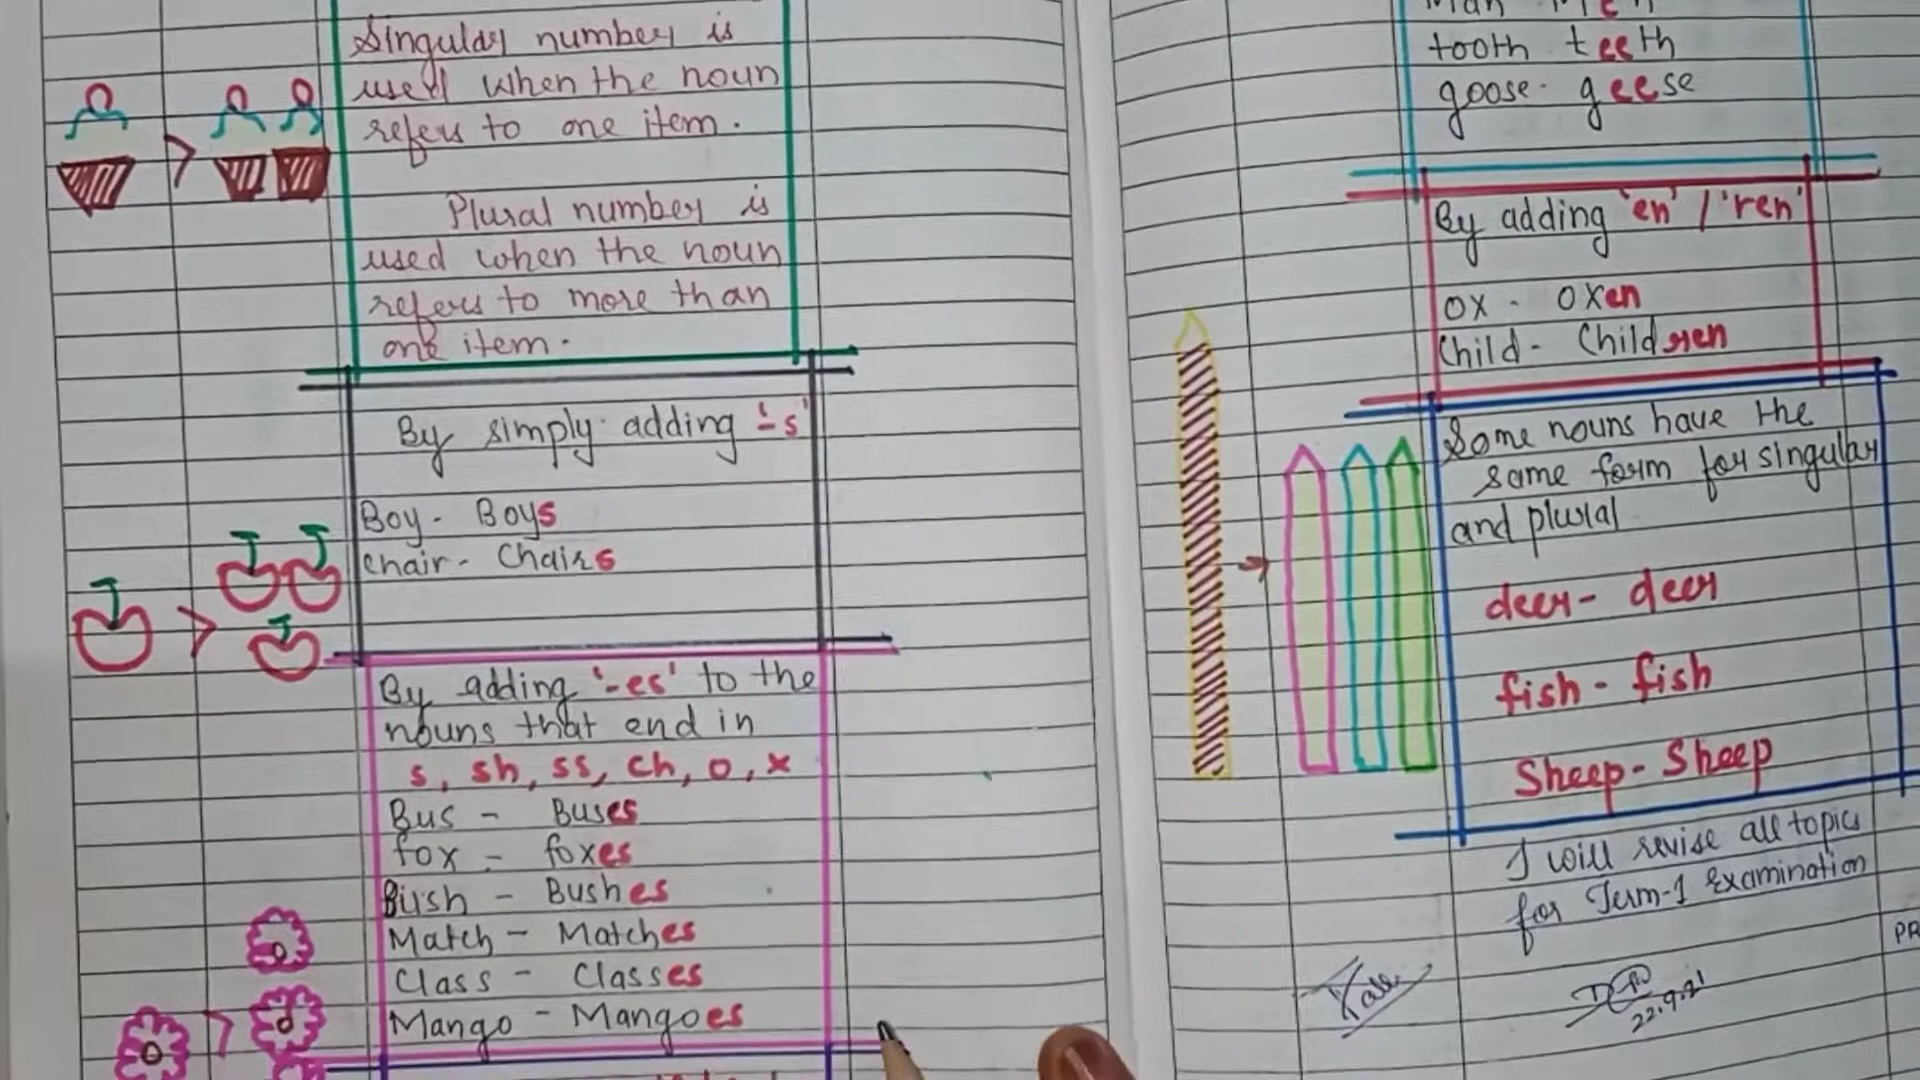 Singular number is
used when the noun
refers to one item.
Plural number is
used when the noun
refers to more than
one item.
By simply adding '-s'
Boy - Boys
Chair - Chairs
By adding '-es' to the
nouns that end in
s, sh, ss, ch, o, x
Bus - Buses
fox - foxes
Bush - Bushes
Match - Matches
Class - Classes
Mango - Mangoes
Man Men
tooth teeth
goose - geese
By adding 'en' / 'ren'
ox - oxen
Child - Children
Some nouns have the
same form for singular
and plural
deer - deer
fish - fish
Sheep - Sheep
I will revise all topics
for Term-1 Examination
22.9.21